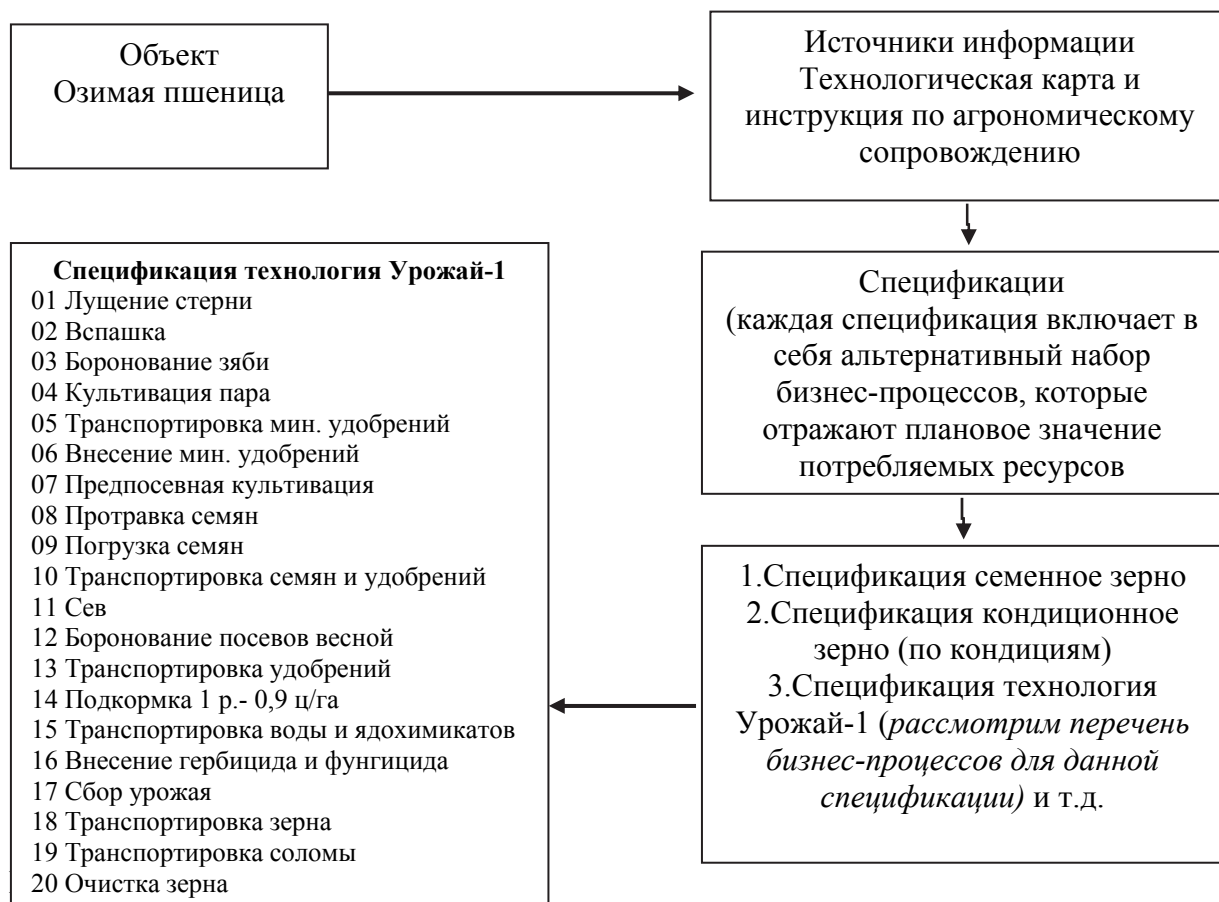 Объект
Озимая пшеница
Источники информации
Технологическая карта и
инструкция по агрономическому
сопровождению
Спецификации
(каждая спецификация включает в
себя альтернативный набор
бизнес-процессов, которые
отражают плановое значение
потребляемых ресурсов
1.Спецификация семенное зерно
2.Спецификация кондиционное
зерно (по кондициям)
3.Спецификация технология
Урожай-1 (рассмотрим перечень
бизнес-процессов для данной
спецификации) и т.д.
Спецификация технология Урожай-1
01 Лущение стерни
02 Вспашка
03 Боронование зяби
04 Культивация пара
05 Транспортировка мин. удобрений
06 Внесение мин. удобрений
07 Предпосевная культивация
08 Протравка семян
09 Погрузка семян
10 Транспортировка семян и удобрений
11 Сев
12 Боронование посевов весной
13 Транспортировка удобрений
14 Подкормка 1 р.- 0,9 ц/га
15 Транспортировка воды и ядохимикатов
16 Внесение гербицида и фунгицида
17 Сбор урожая
18 Транспортировка зерна
19 Транспортировка соломы
20 Очистка зерна